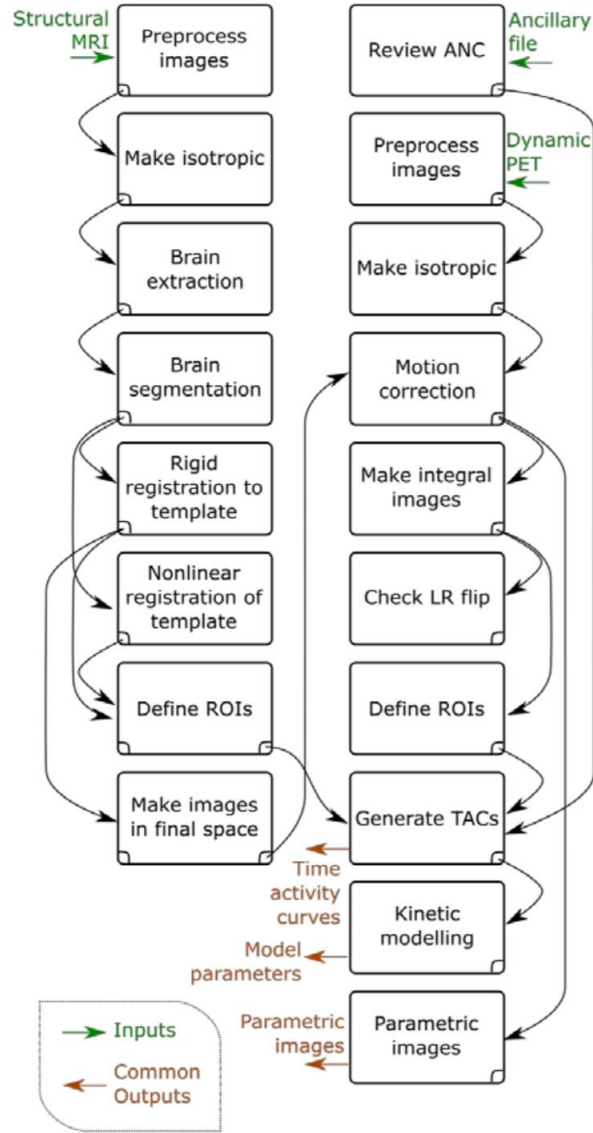 Structural
MRI
Preprocess
images
Make isotropic
Brain
extraction
Brain
segmentation
Rigid
registration to
template
Nonlinear
registration of
template
Define ROIs
Make images
in final space
Review ANC
Ancillary
file
Preprocess
images
Dynamic
PET
Make isotropic
Motion
correction
Make integral
images
Check LR flip
Define ROIs
Generate TACs
Time
activity
curves
Kinetic
modelling
Model
parameters
Parametric
images
Parametric
images
Inputs
Common
Outputs